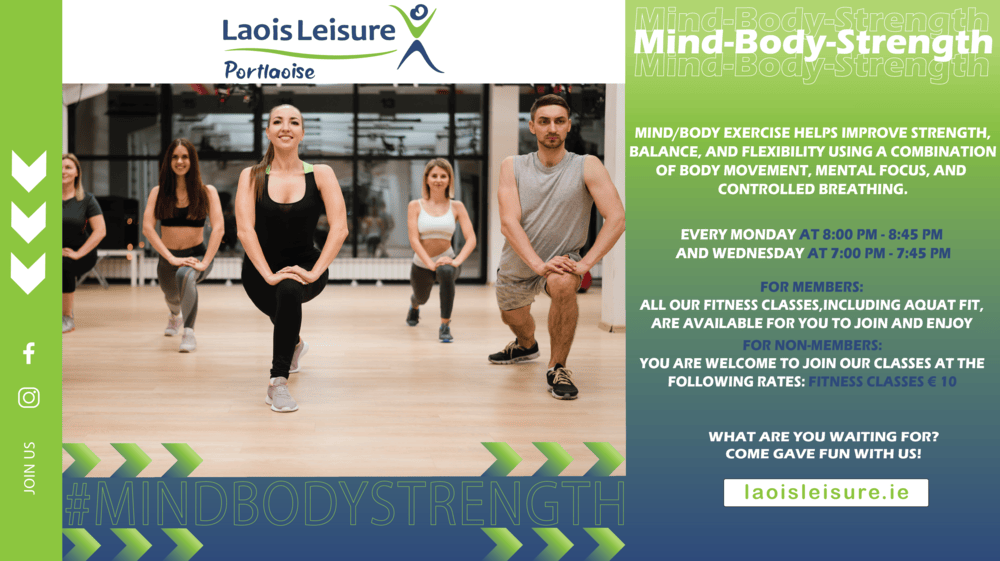 Laois Leisure
Portlaoise
JOIN US
#MINDBODYSTRENGTH
Mind-Body-Strength
Mind-Body-Strength
Mind-Body-Strength
MIND/BODY EXERCISE HELPS IMPROVE STRENGTH,
BALANCE, AND FLEXIBILITY USING A COMBINATION
OF BODY MOVEMENT, MENTAL FOCUS, AND
CONTROLLED BREATHING.
EVERY MONDAY AT 8:00 PM - 8:45 PM
AND WEDNESDAY AT 7:00 PM - 7:45 PM
FOR MEMBERS:
ALL OUR FITNESS CLASSES,INCLUDING AQUAT FIT,
ARE AVAILABLE FOR YOU TO JOIN AND ENJOY
FOR NON-MEMBERS:
YOU ARE WELCOME TO JOIN OUR CLASSES AT THE
FOLLOWING RATES: FITNESS CLASSES € 10
WHAT ARE YOU WAITING FOR?
COME GAVE FUN WITH US!
laoisleisure.ie